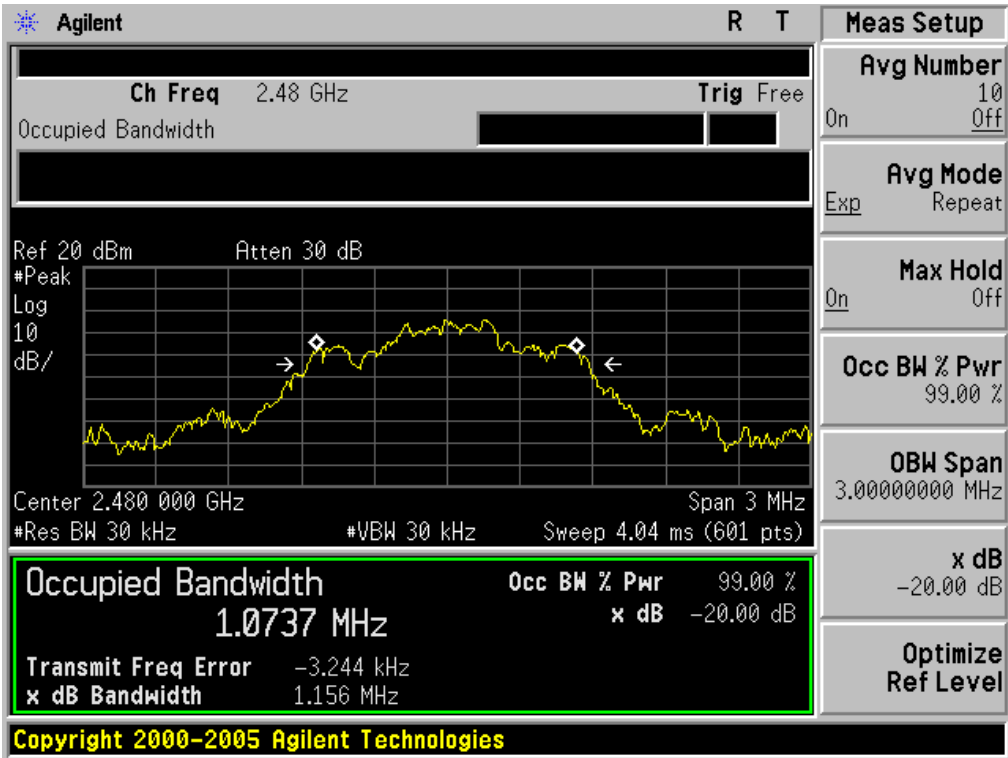 Agilent R T
Ch Freq 2.48 GHz Trig Free
Occupied Bandwidth
Ref 20 dBm Atten 30 dB
#Peak
Log
10
dB/
Center 2.480 000 GHz Span 3 MHz
#Res BW 30 kHz #VBW 30 kHz Sweep 4.04 ms (601 pts)
Occupied Bandwidth
1.0737 MHz
Occ BW % Pwr 99.00 %
x dB -20.00 dB
Transmit Freq Error -3.244 kHz
x dB Bandwidth 1.156 MHz
Copyright 2000-2005 Agilent Technologies
Meas Setup
Avg Number
10
On Off
Avg Mode
Exp Repeat
Max Hold
On Off
Occ BW % Pwr
99.00 %
OBW Span
3.00000000 MHz
x dB
-20.00 dB
Optimize
Ref Level